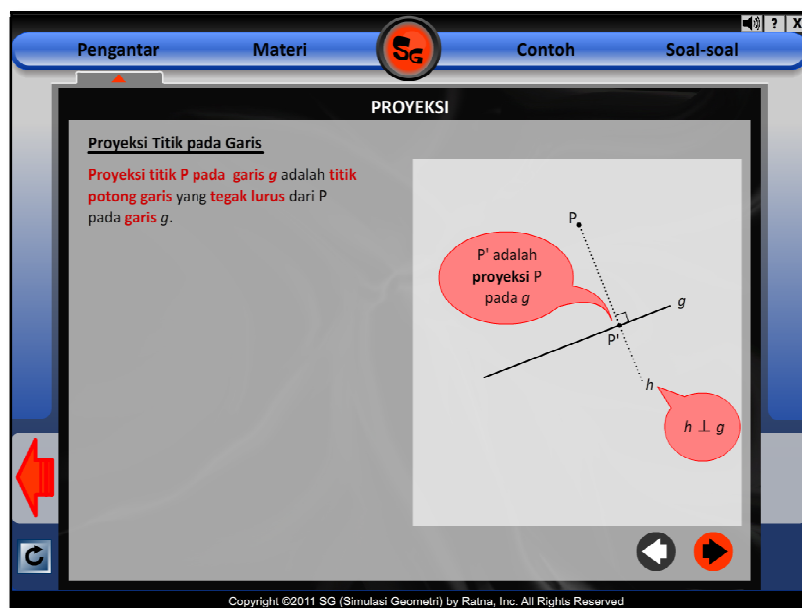 ? X
Pengantar Materi SG Contoh Soal-soal
PROYEKSI
Proyeksi Titik pada Garis
Proyeksi titik P pada garis g adalah titik
potong garis yang tegak lurus dari P
pada garis g.
P
P' adalah
proyeksi P
pada g
g
P'
h
h ⊥ g
Copyright ©2011 SG (Simulasi Geometri) by Ratna, Inc. All Rights Reserved